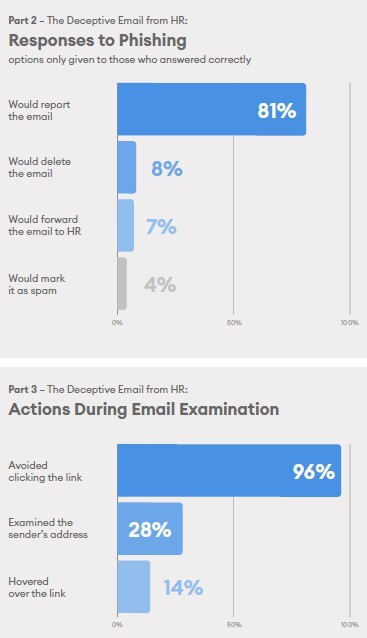 Part 2 – The Deceptive Email from HR:
Responses to Phishing
options only given to those who answered correctly
Would report
the email
81%
Would delete
the email
8%
Would forward
the email to HR
7%
Would mark
it as spam
4%
0%
50%
100%
Part 3 – The Deceptive Email from HR:
Actions During Email Examination
Avoided
clicking the link
96%
Examined the
sender's address
28%
Hovered
over the link
14%
0%
50%
100%